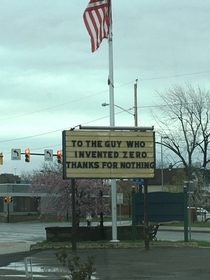 TO THE GUY WHO
INVENTED ZERO,
THANKS FOR NOTHING